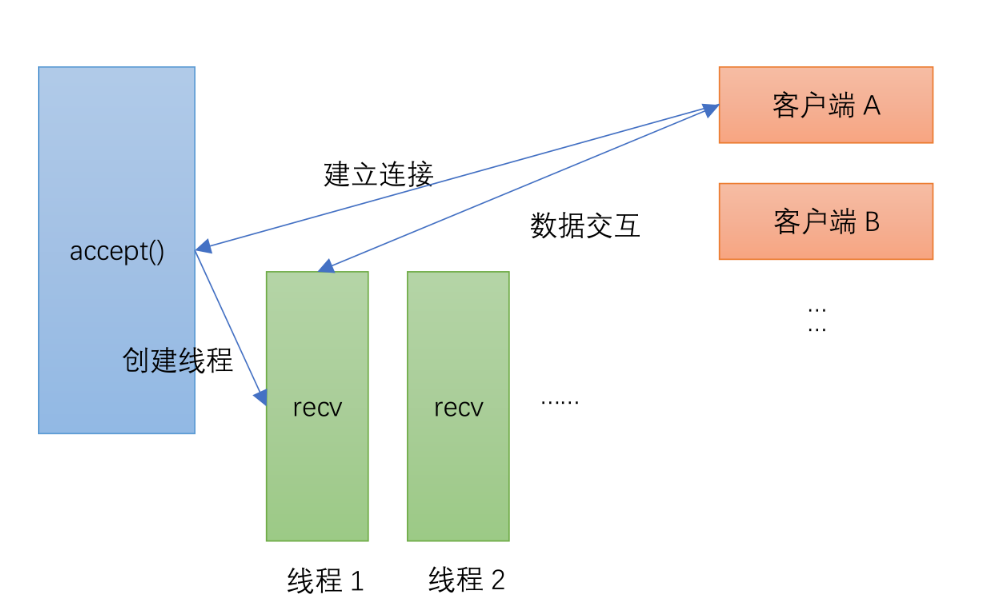 客户端 A
建立连接
客户端 B
数据交互
accept()
...
...
创建线程
recv
recv
......
线程 1
线程 2